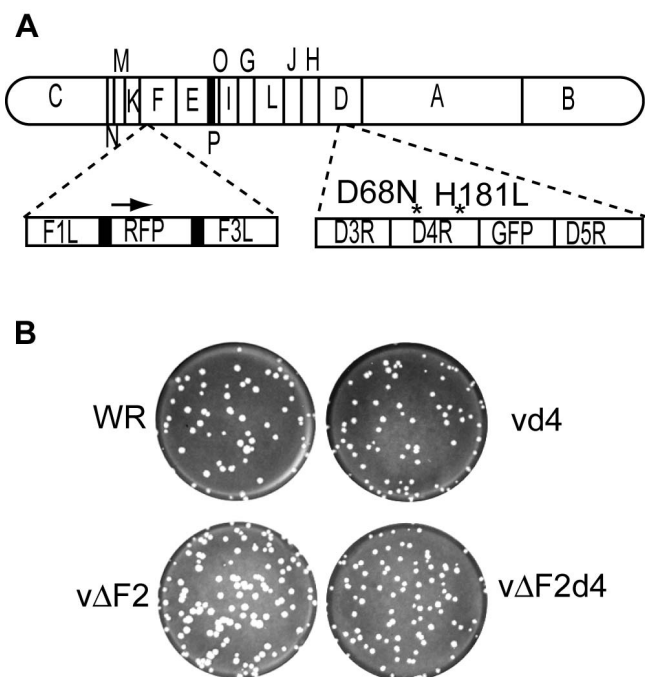 A
M O G J H
C K F E I L D A B
N P
D68N H181L
* *
F1L RFP F3L D3R D4R GFP D5R
B
WR vd4
vΔF2 vΔF2d4